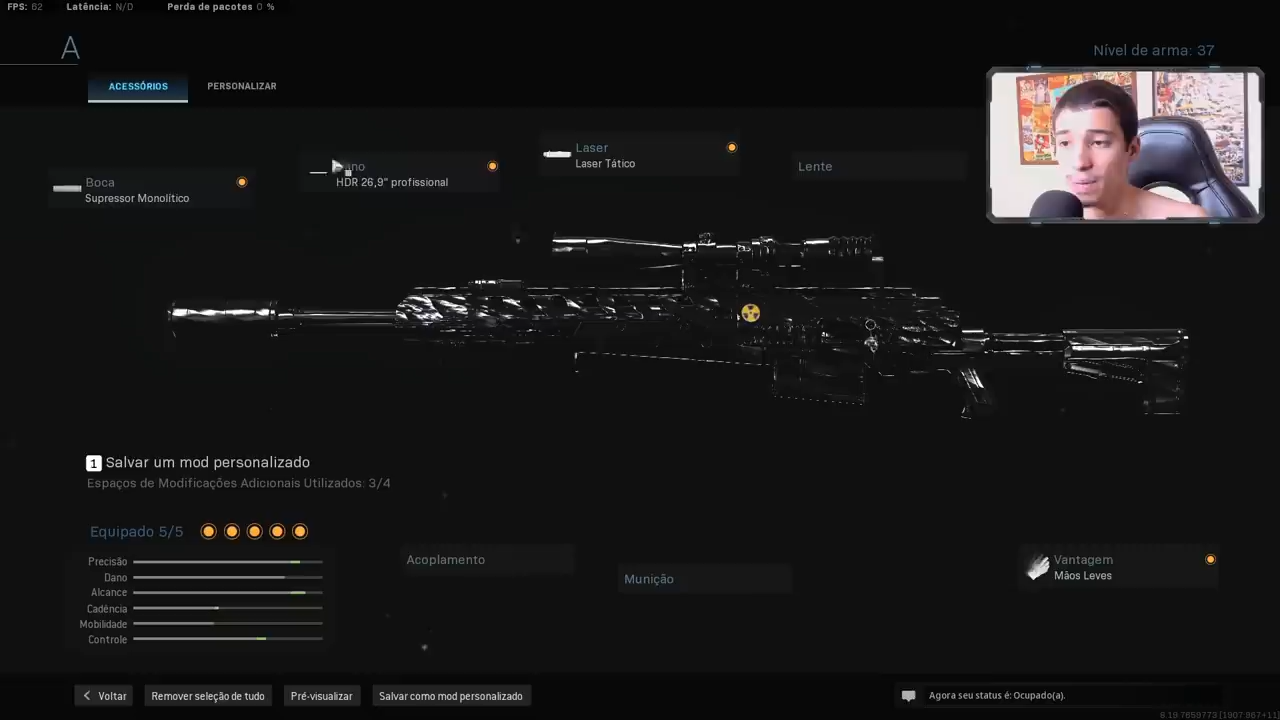 FPS: 62 Latência: N/D Perda de pacotes 0 %
A
Nível de arma: 37
ACESSÓRIOS
PERSONALIZAR
Laser
Laser Tático
Lente
HDR 26,9" profissional
Boca
Supressor Monolítico
1 Salvar um mod personalizado
Espaços de Modificações Adicionais Utilizados: 3/4
Equipado 5/5
Precisão
Dano
Alcance
Cadência
Mobilidade
Controle
Acoplamento
Munição
Vantagem
Mãos Leves
Voltar
Remover seleção de tudo
Pré-visualizar
Salvar como mod personalizado
Agora seu status é: Ocupado(a).